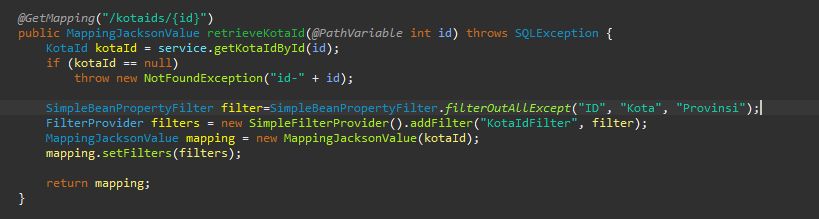 @GetMapping("/kotaids/{id}")
public MappingJacksonValue retrieveKotaId(@PathVariable int id) throws SQLException {
KotaId kotaId = service.getKotaIdById(id);
if (kotaId == null)
throw new NotFoundException("id-" + id);
SimpleBeanPropertyFilter filter=SimpleBeanPropertyFilter.filterOutAllExcept("ID", "Kota", "Provinsi");
FilterProvider filters = new SimpleFilterProvider().addFilter("KotaIdFilter", filter);
MappingJacksonValue mapping = new MappingJacksonValue(kotaId);
mapping.setFilters(filters);
return mapping;
}